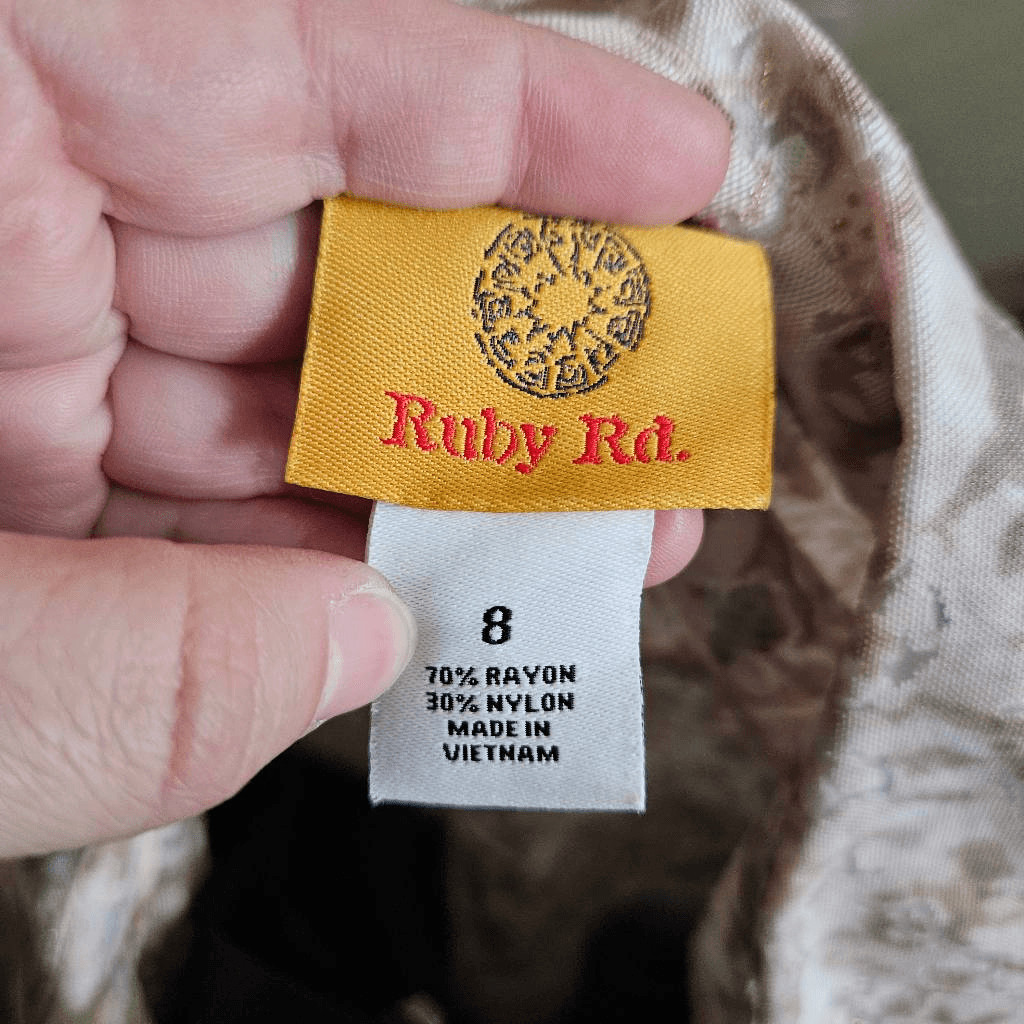 Ruby Rd.
8
70% RAYON
30% NYLON
MADE IN
VIETNAM